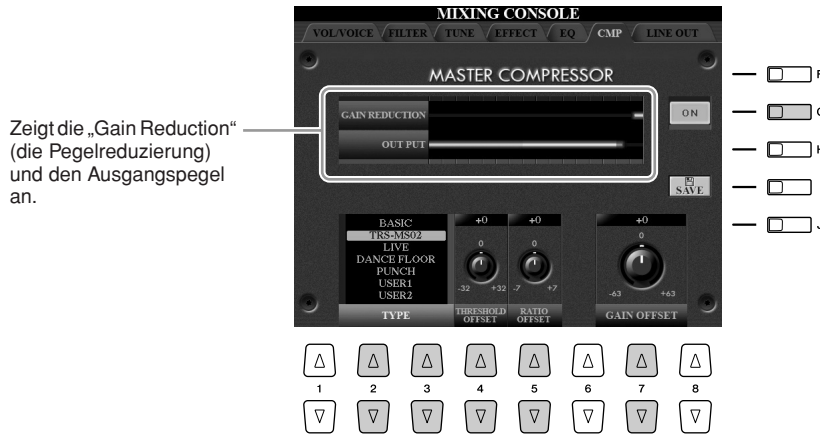 MIXING CONSOLE
VOL/VOICE FILTER TUNE EFFECT EQ CMP LINE OUT
MASTER COMPRESSOR
Zeigt die „Gain Reduction“
(die Pegelreduzierung)
und den Ausgangspegel
an.
GAIN REDUCTION
OUT PUT
ON
SAVE
BASIC
TRS-MS02
LIVE
DANCE FLOOR
PUNCH
USER1
USER2
TYPE
+0
0
-32 +32
THRESHOLD
OFFSET
+0
0
-7 +7
RATIO
OFFSET
+0
0
-63 +63
GAIN OFFSET
1 2 3 4 5 6 7 8